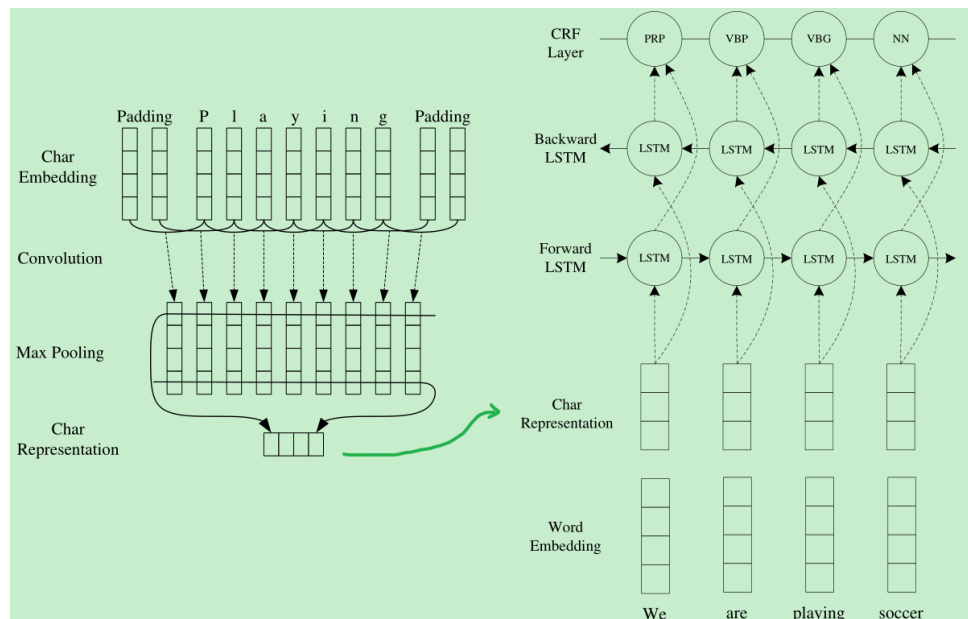 Padding P l a y i n g Padding
Char
Embedding
Convolution
Max Pooling
Char
Representation
CRF
Layer
PRP VBP VBG NN
Backward
LSTM
LSTM LSTM LSTM LSTM
Forward
LSTM
LSTM LSTM LSTM LSTM
Char
Representation
Word
Embedding
We are playing soccer